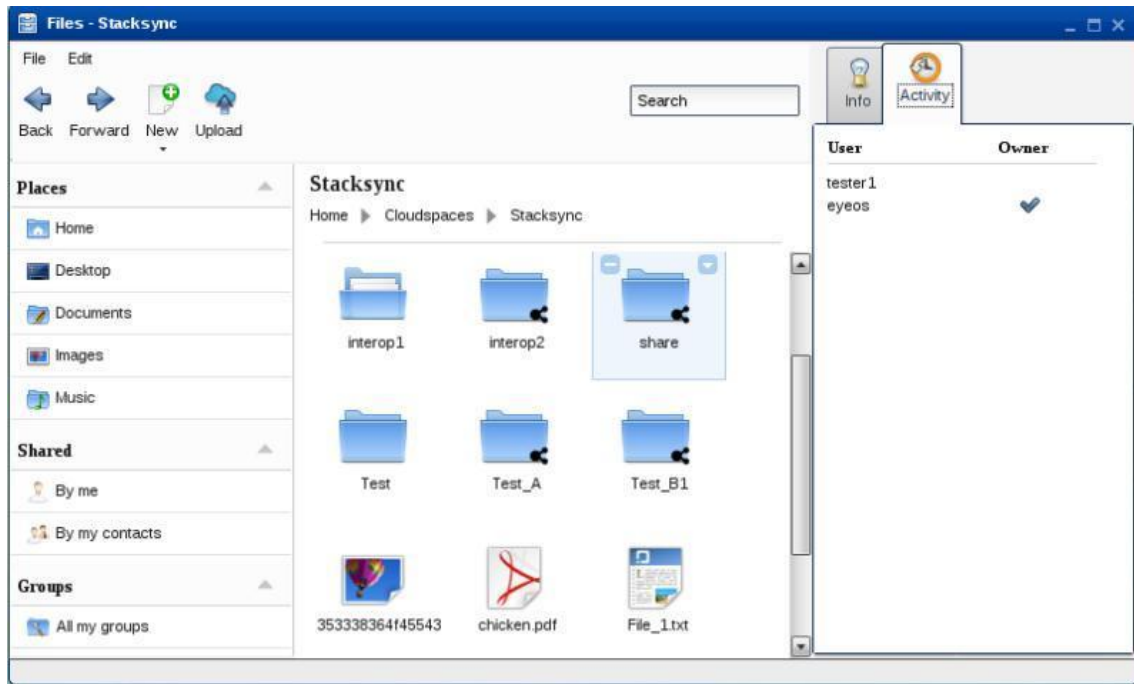 Files - Stacksync
File Edit
Back Forward New Upload
Search
Info
Activity
Places
Home
Desktop
Documents
Images
Music
Shared
By me
By my contacts
Groups
All my groups
Stacksync
Home Cloudspaces Stacksync
interop1 interop2 share
Test Test_A Test_B1
353338364f45543 chicken.pdf File_1.txt
User Owner
tester1
eyeos